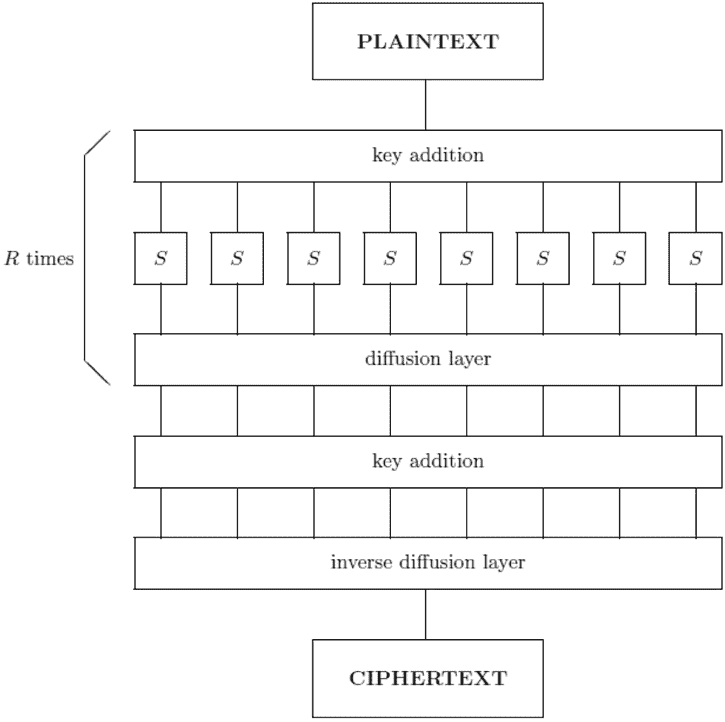 PLAINTEXT
key addition
R times
S S S S S S S S
diffusion layer
key addition
inverse diffusion layer
CIPHERTEXT